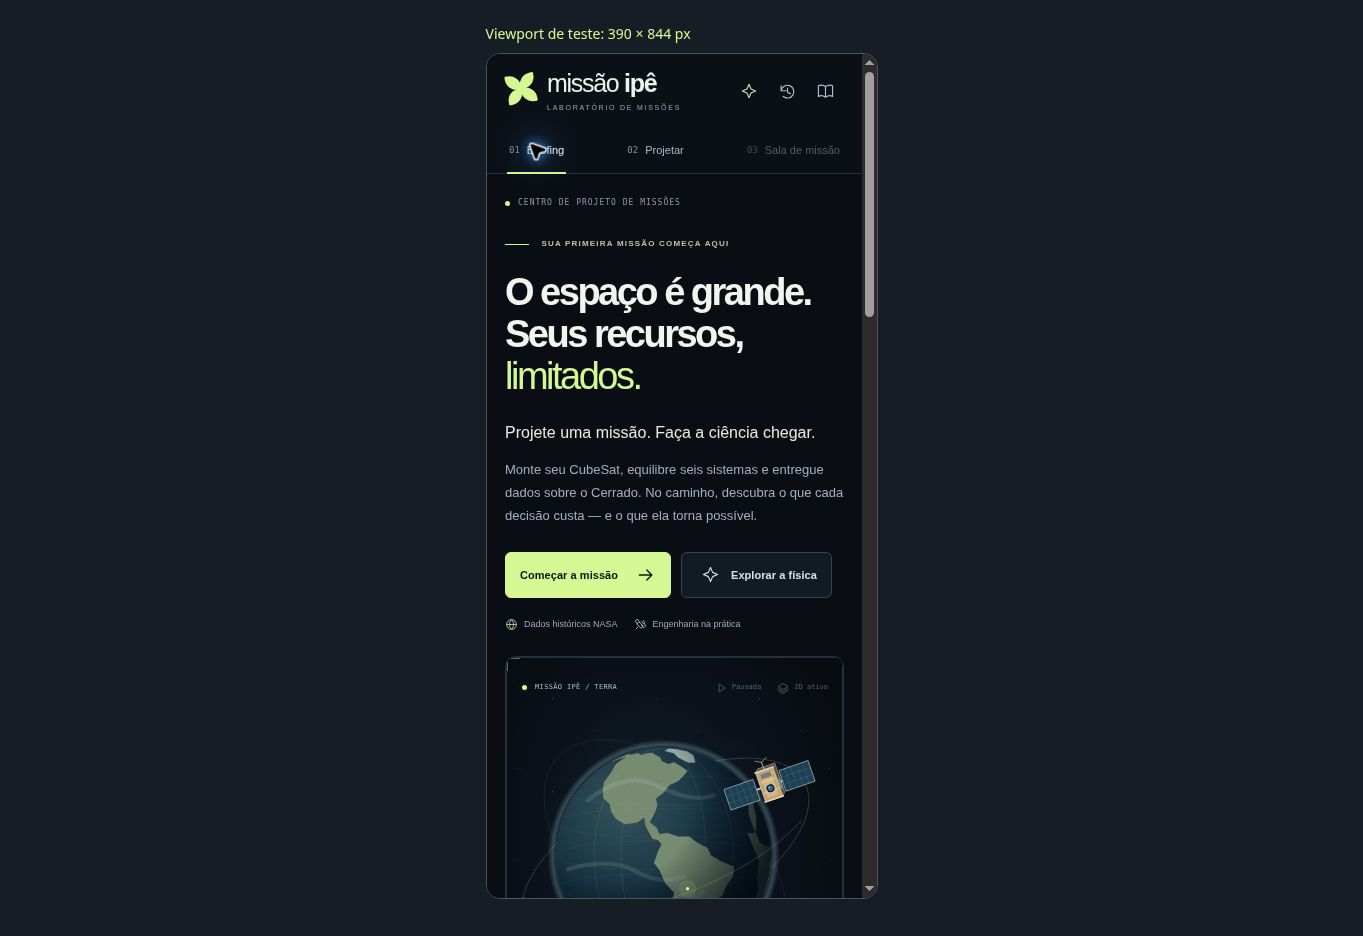 Viewport de teste: 390 × 844 px
missão ipê
LABORATÓRIO DE MISSÕES
01 02 Projetar 03 Sala de missão
CENTRO DE PROJETO DE MISSÕES
SUA PRIMEIRA MISSÃO COMEÇA AQUI
O espaço é grande.
Seus recursos,
limitados.
Projete uma missão. Faça a ciência chegar.
Monte seu CubeSat, equilibre seis sistemas e entregue
dados sobre o Cerrado. No caminho, descubra o que cada
decisão custa — e o que ela torna possível.
Começar a missão Explorar a física
Dados históricos NASA Engenharia na prática
MISSÃO IPÊ / TERRA Pausada 2D ativo